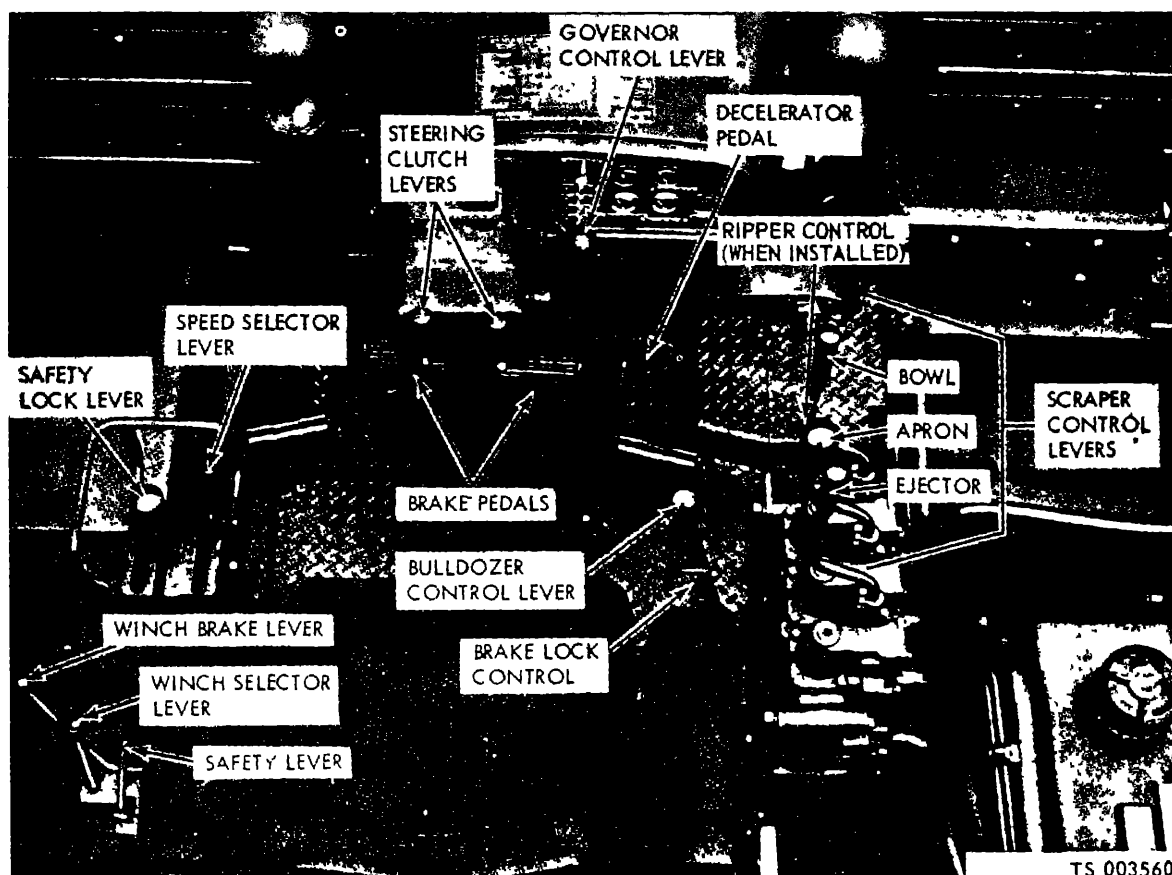 GOVERNOR
CONTROL LEVER
DECELERATOR
PEDAL
STEERING
CLUTCH
LEVERS
RIPPER CONTROL
(WHEN INSTALLED)
SPEED SELECTOR
LEVER
SAFETY
LOCK LEVER
BOWL
APRON
EJECTOR
SCRAPER
CONTROL
LEVERS
BRAKE PEDALS
BULLDOZER
CONTROL LEVER
WINCH BRAKE LEVER
BRAKE LOCK
CONTROL
WINCH SELECTOR
LEVER
SAFETY LEVER
TS 003560